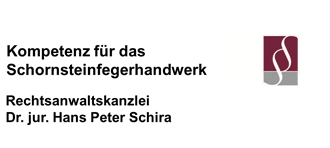 Kompetenz für das
Schornsteinfegerhandwerk
Rechtsanwaltskanzlei
Dr. jur. Hans Peter Schira